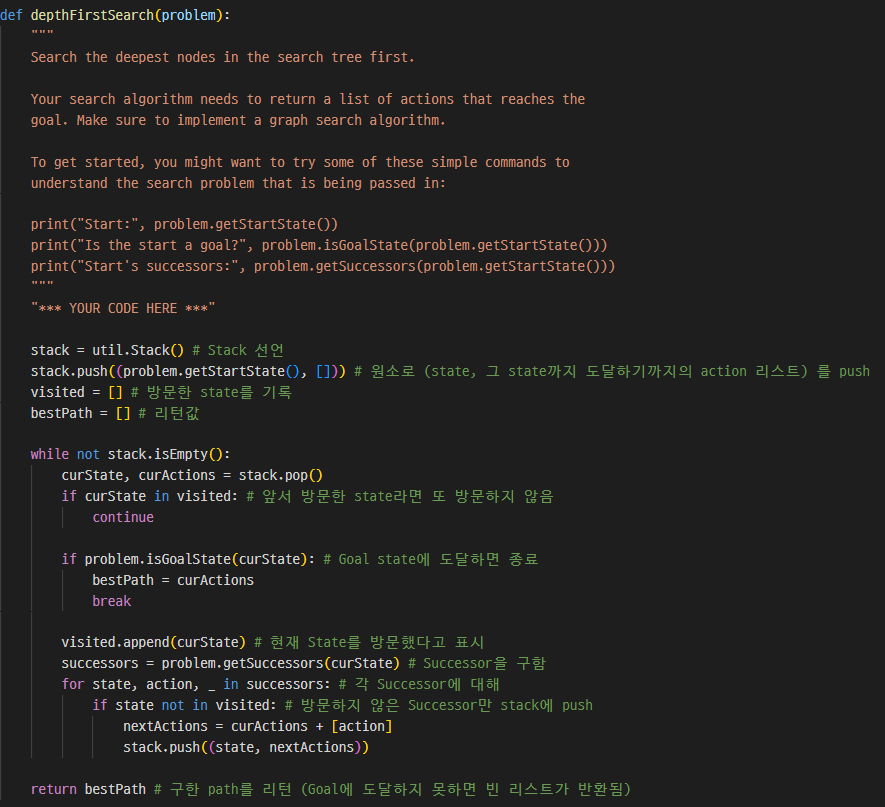 def depthFirstSearch(problem):
    """
    Search the deepest nodes in the search tree first.

    Your search algorithm needs to return a list of actions that reaches the
    goal. Make sure to implement a graph search algorithm.

    To get started, you might want to try some of these simple commands to
    understand the search problem that is being passed in:

    print("Start:", problem.getStartState())
    print("Is the start a goal?", problem.isGoalState(problem.getStartState()))
    print("Start's successors:", problem.getSuccessors(problem.getStartState()))
    """
    "*** YOUR CODE HERE ***"

    stack = util.Stack() # Stack 선언
    stack.push((problem.getStartState(), [])) # 원소로 (state, 그 state까지 도달하기까지의 action 리스트) 를 push
    visited = [] # 방문한 state를 기록
    bestPath = [] # 리턴값

    while not stack.isEmpty():
        curState, curActions = stack.pop()
        if curState in visited: # 앞서 방문한 state라면 또 방문하지 않음
            continue

        if problem.isGoalState(curState): # Goal state에 도달하면 종료
            bestPath = curActions
            break

        visited.append(curState) # 현재 State를 방문했다고 표시
        successors = problem.getSuccessors(curState) # Successor을 구함
        for state, action, _ in successors: # 각 Successor에 대해
            if state not in visited: # 방문하지 않은 Successor만 stack에 push
                nextActions = curActions + [action]
                stack.push((state, nextActions))

    return bestPath # 구한 path를 리턴 (Goal에 도달하지 못하면 빈 리스트가 반환됨)